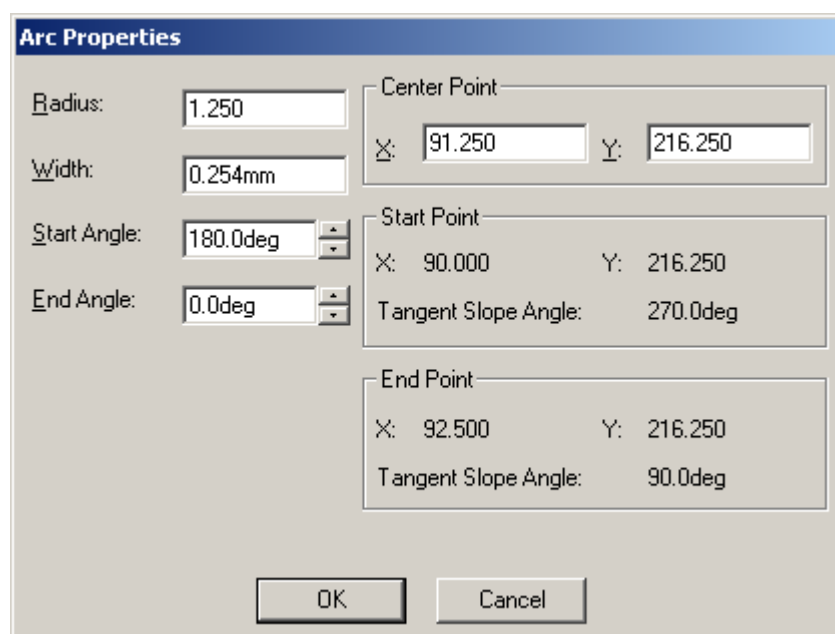 Arc Properties
Radius: 1.250
Width: 0.254mm
Start Angle: 180.0deg
End Angle: 0.0deg
Center Point
X: 91.250 Y: 216.250
Start Point
X: 90.000 Y: 216.250
Tangent Slope Angle: 270.0deg
End Point
X: 92.500 Y: 216.250
Tangent Slope Angle: 90.0deg
OK Cancel